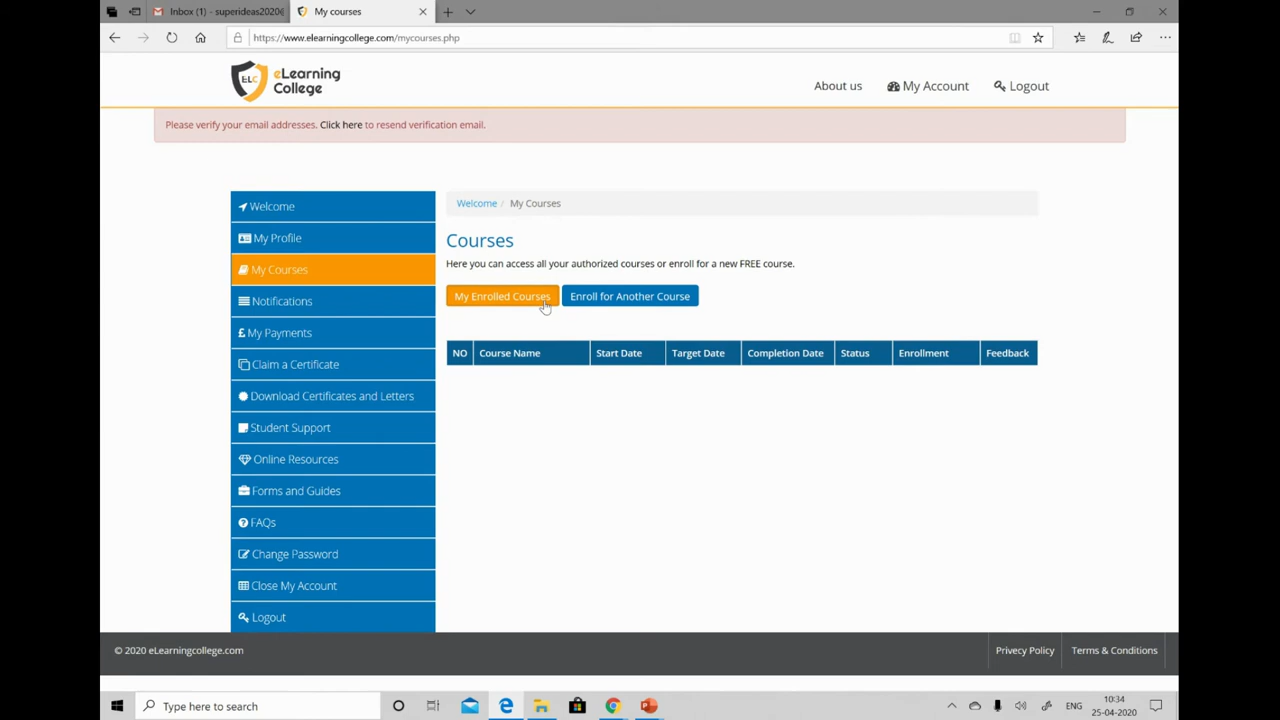 Inbox (1) - superideas2020@
My courses
https://www.elearningcollege.com/mycourses.php
ELC
eLearning
College
About us
My Account
Logout
Please verify your email addresses. Click here to resend verification email.
Welcome
My Profile
My Courses
Notifications
£ My Payments
Claim a Certificate
Download Certificates and Letters
Student Support
Online Resources
Forms and Guides
FAQs
Change Password
Close My Account
Logout
Welcome / My Courses
Courses
Here you can access all your authorized courses or enroll for a new FREE course.
My Enrolled Courses
Enroll for Another Course
NO Course Name Start Date Target Date Completion Date Status Enrollment Feedback
© 2020 eLearningcollege.com
Privecy Policy
Terms & Conditions
Type here to search
ENG
10:34
25-04-2020